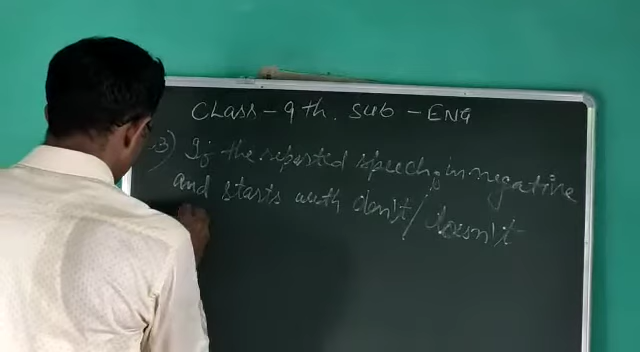 CLass - 9th. Sub - ENG
3) If the reported speech is in negative
and starts with don't / doesn't